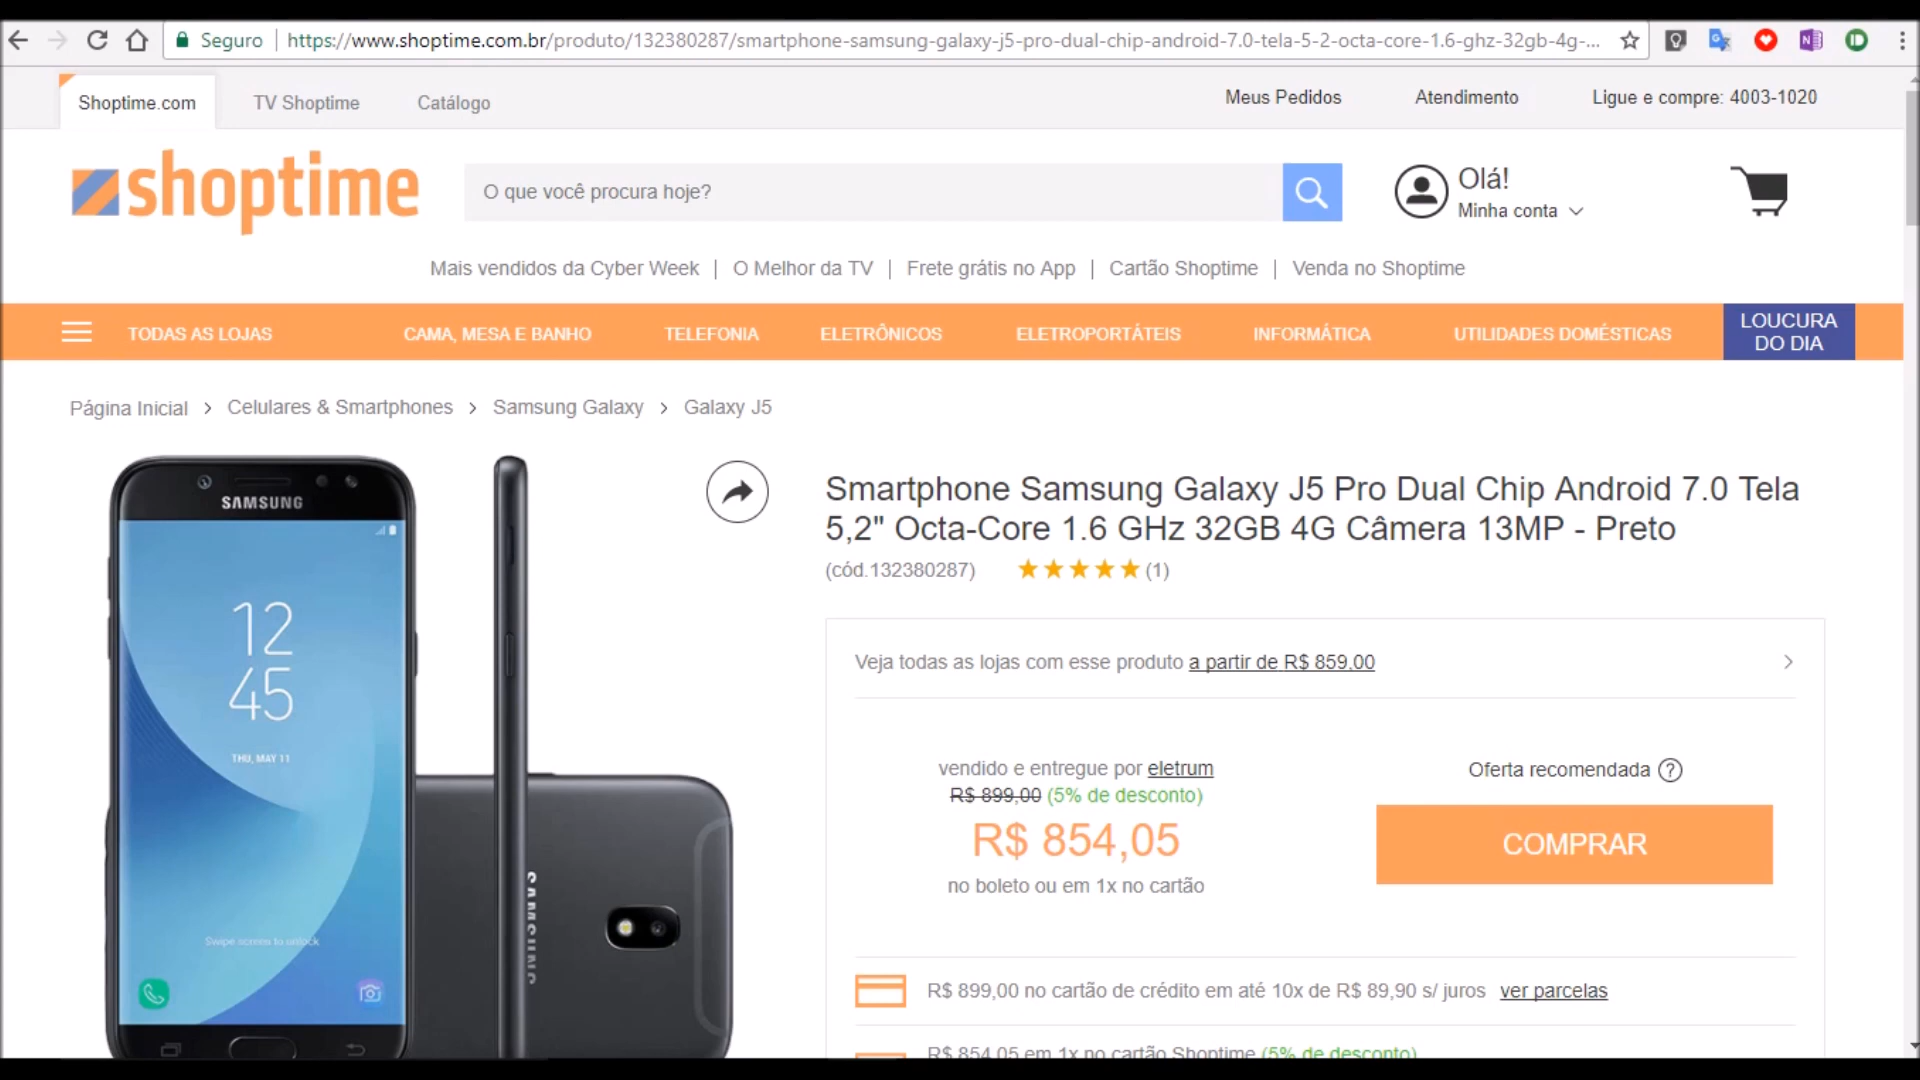 Seguro
https://www.shoptime.com.br/produto/132380287/smartphone-samsung-galaxy-j5-pro-dual-chip-android-7.0-tela-5-2-octa-core-1.6-ghz-32gb-4g-...
Shoptime.com
TV Shoptime
Catálogo
Meus Pedidos
Atendimento
Ligue e compre: 4003-1020
shoptime
O que você procura hoje?
Olá!
Minha conta
Mais vendidos da Cyber Week | O Melhor da TV | Frete grátis no App | Cartão Shoptime | Venda no Shoptime
TODAS AS LOJAS
CAMA, MESA E BANHO
TELEFONIA
ELETRÔNICOS
ELETROPORTÁTEIS
INFORMÁTICA
UTILIDADES DOMÉSTICAS
LOUCURA
DO DIA
Página Inicial > Celulares & Smartphones > Samsung Galaxy > Galaxy J5
SAMSUNG
12
45
THU, MAY 11
Swipe screen to unlock
SAMSUNG
Smartphone Samsung Galaxy J5 Pro Dual Chip Android 7.0 Tela
5,2" Octa-Core 1.6 GHz 32GB 4G Câmera 13MP - Preto
(cód.132380287) ★★★★★ (1)
Veja todas as lojas com esse produto a partir de R$ 859,00
vendido e entregue por eletrum
R$ 899,00 (5% de desconto)
R$ 854,05
no boleto ou em 1x no cartão
Oferta recomendada ?
COMPRAR
R$ 899,00 no cartão de crédito em até 10x de R$ 89,90 s/ juros ver parcelas
R$ 854,05 em 1x no cartão Shoptime (5% de desconto)